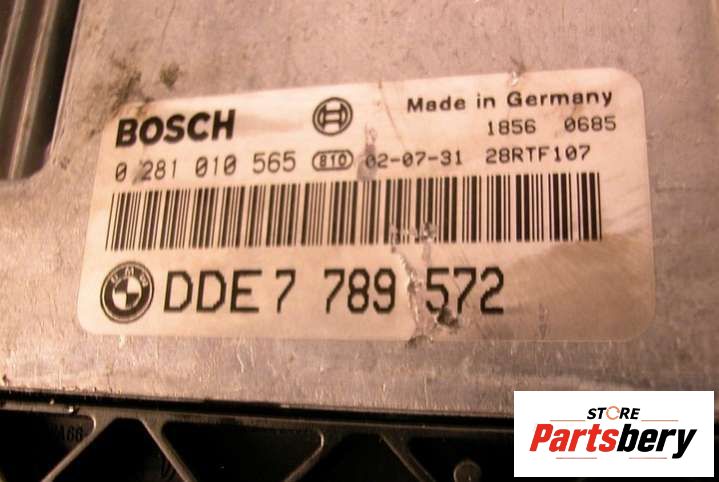 BOSCH Made in Germany
1856 0685
0 281 010 565 810 02-07-31 28RTF107
BMW DDE 7 789 572
STORE
Partsbery